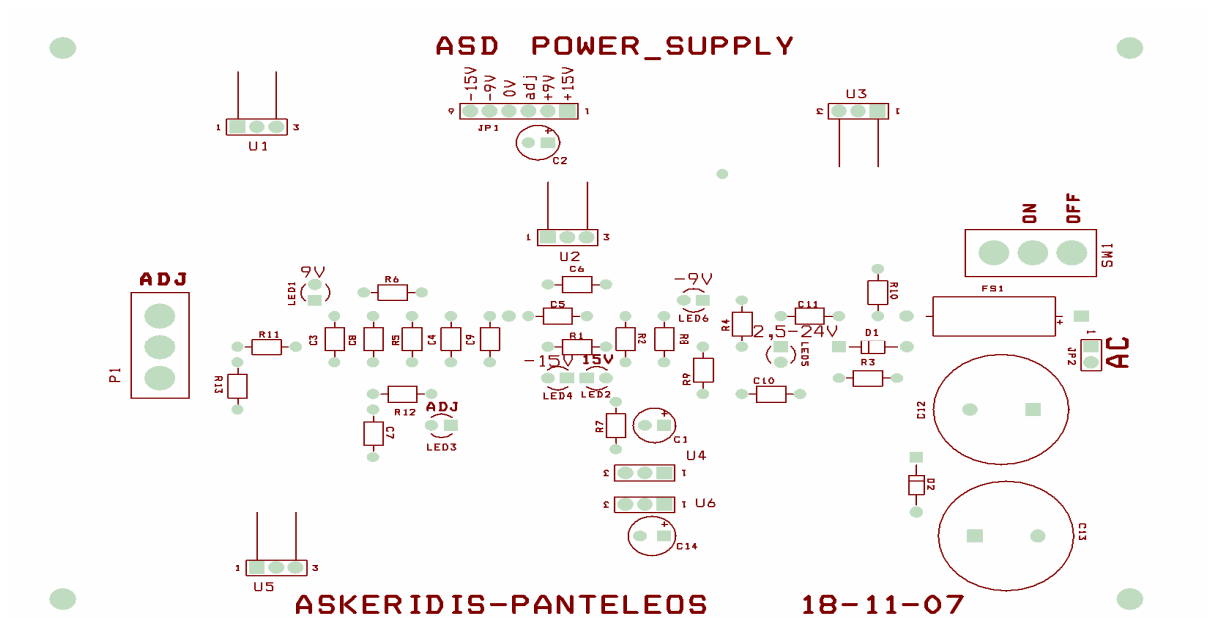 ASD POWER_SUPPLY
-15V
-9V
0V
adj
+9V
+15V
6 1
JP1
+
C2
1 3
U1
U3
3 1
1 3
U2
ON
OFF
SW1
ADJ
P1
9V
LED1
R6
C6
-9V
LED6
R10
FS1
+
C5
C11
R4
2,5-24V
R11
C3
C8
R5
C4
C9
R1
R2
R8
LED5
D1
1
JP2
AC
R13
-15V
15V
LED4
LED2
R9
C10
R3
R12
ADJ
LED3
C7
R7
+
C1
C12
U4
3 1
3 1
U6
+
C14
D2
C13
1 3
U5
ASKERIDIS-PANTELEOS 18-11-07